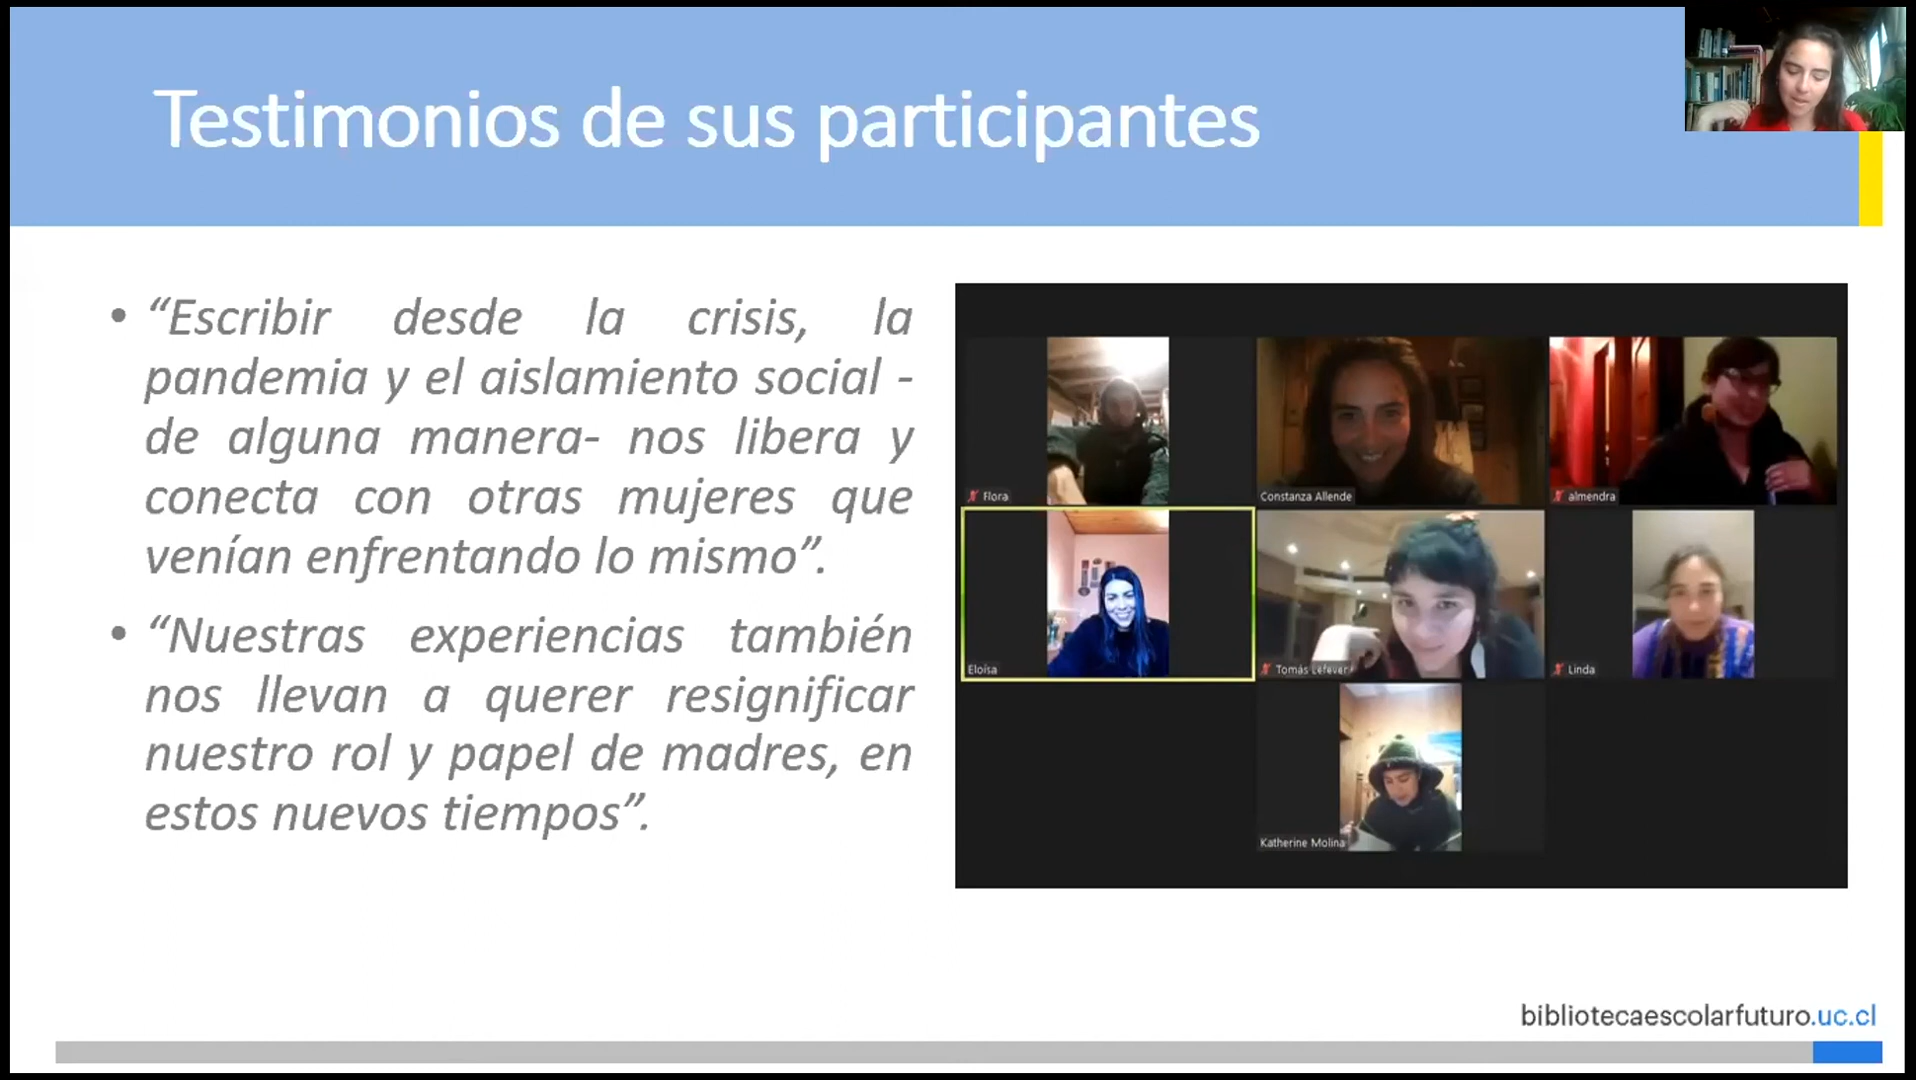 Testimonios de sus participantes
• “Escribir desde la crisis, la
pandemia y el aislamiento social -
de alguna manera- nos libera y
conecta con otras mujeres que
venían enfrentando lo mismo”.
• “Nuestras experiencias también
nos llevan a querer resignificar
nuestro rol y papel de madres, en
estos nuevos tiempos”.
Flora
Constanza Allende
almendra
Eloísa
Tomás Lefever
Linda
Katherine Molina
bibliotecaescolarfuturo.uc.cl